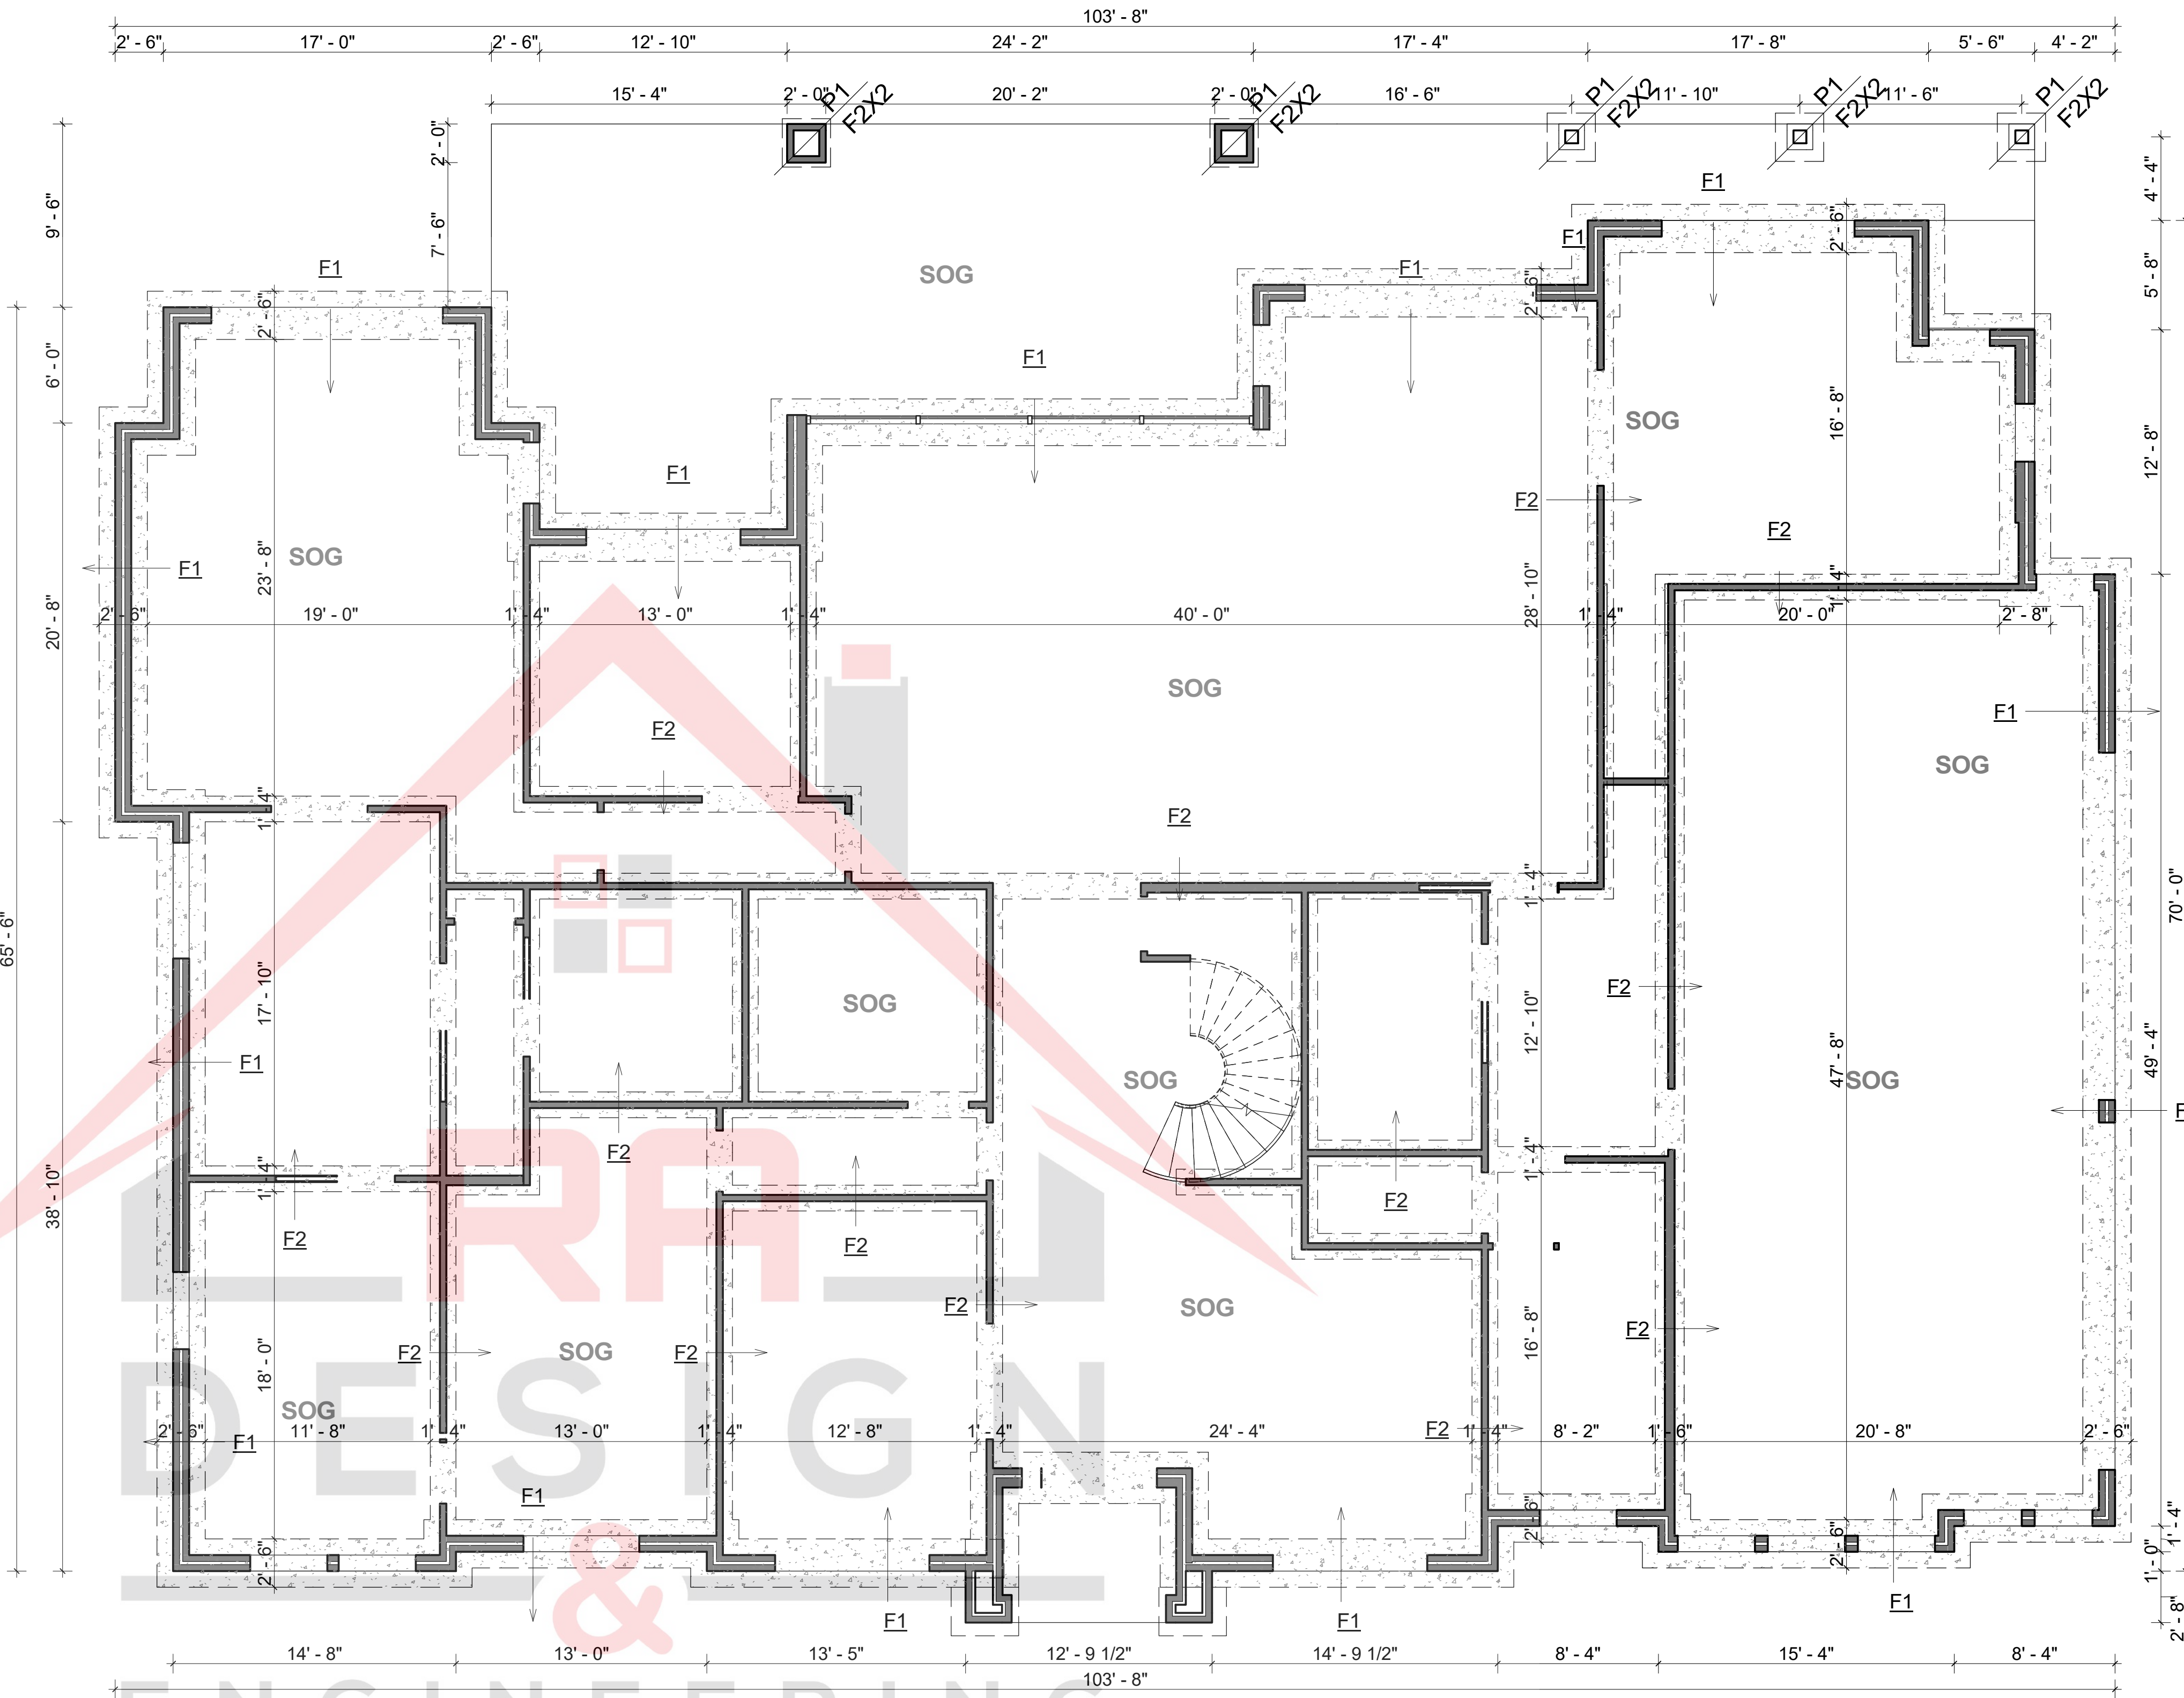 103' - 8"
2' - 6" 17' - 0" 2' - 6" 12' - 10" 24' - 2" 17' - 4" 17' - 8" 5' - 6" 4' - 2"
15' - 4" 2' - 0" 20' - 2" 2' - 0" 16' - 6" 11' - 10" 11' - 6"
P1 F2X2
P1 F2X2
P1 F2X2
P1 F2X2
P1 F2X2
2' - 0"
7' - 6"
9' - 6"
6' - 0"
20' - 8"
38' - 10"
65' - 6"
4' - 4"
5' - 8"
12' - 8"
70' - 0"
49' - 4"
1' - 4"
1' - 0"
2' - 8"
F1
F1
F1
F1
F1
F1
SOG
SOG
SOG
2' - 6"
2' - 6"
2' - 6"
16' - 8"
F2
F2
23' - 8"
28' - 10"
1' - 4"
F1
2' - 6" 19' - 0" 1' - 4" 13' - 0" 1' - 4" 40' - 0" 1' - 4" 20' - 0" 2' - 8"
SOG
F1
F2
SOG
F2
1' - 4"
1' - 4"
17' - 10"
SOG
F2
12' - 10"
F1
SOG
47' - 8"
SOG
F2
1' - 4"
1' - 4"
F2
F2
F2
SOG
F2
F2
16' - 8"
F2
F2
SOG
18' - 0"
SOG
2' - 6" 11' - 8" 1' - 4" 13' - 0" 1' - 4" 12' - 8" 1' - 4" 24' - 4" 1' - 4" 8' - 2" 1' - 6" 20' - 8" 2' - 6"
F1
F2
F1
2' - 6"
2' - 6"
2' - 6"
F1
F1
F1
14' - 8" 13' - 0" 13' - 5" 12' - 9 1/2" 14' - 9 1/2" 8' - 4" 15' - 4" 8' - 4"
103' - 8"
RA
DESIGN
&
ENGINEERING